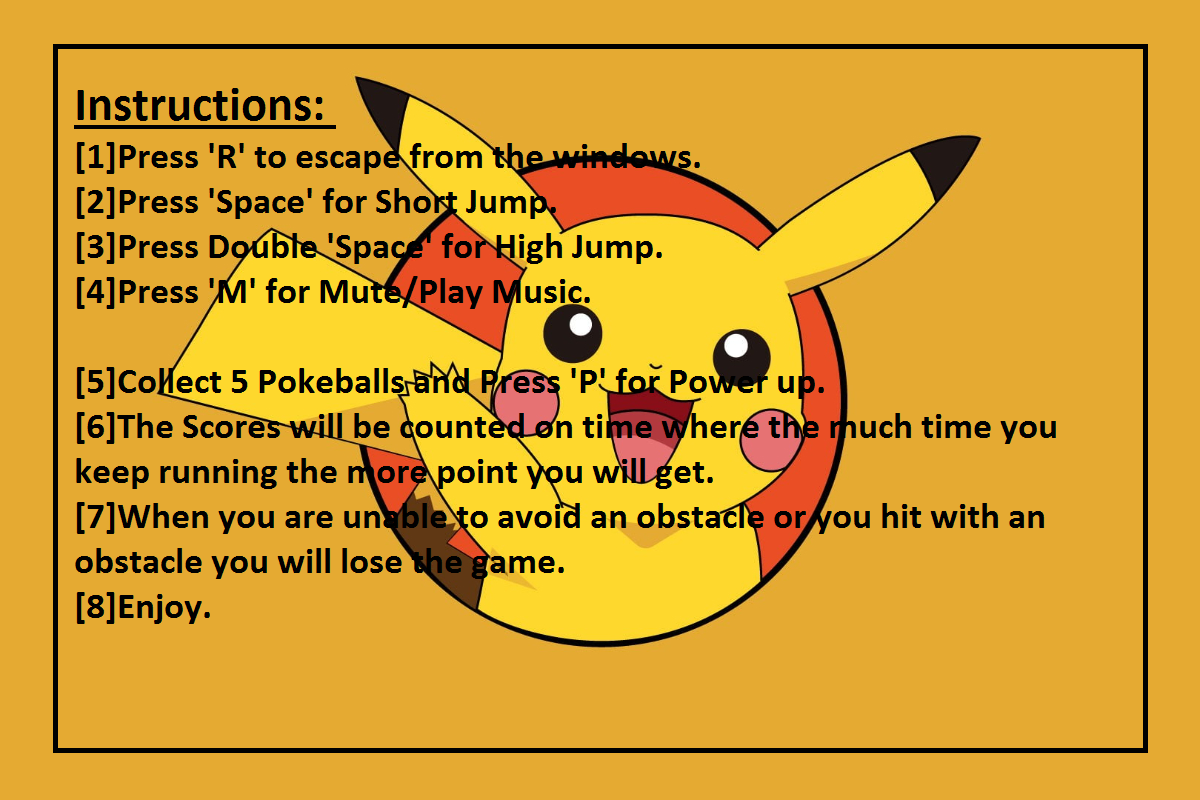 Instructions:
[1]Press 'R' to escape from the windows.
[2]Press 'Space' for Short Jump.
[3]Press Double 'Space' for High Jump.
[4]Press 'M' for Mute/Play Music.
[5]Collect 5 Pokeballs and Press 'P' for Power up.
[6]The Scores will be counted on time where the much time you
keep running the more point you will get.
[7]When you are unable to avoid an obstacle or you hit with an
obstacle you will lose the game.
[8]Enjoy.